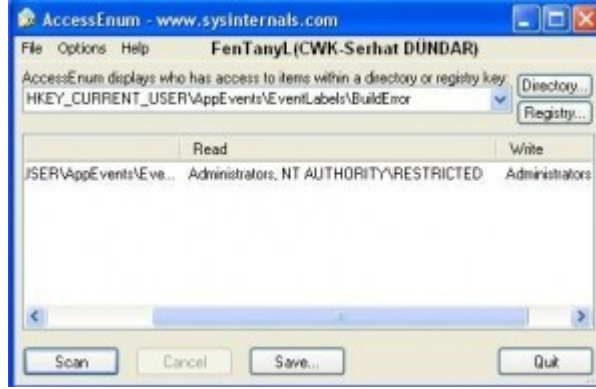 AccessEnum - www.sysinternals.com
File Options Help FenTanyL(CWK-Serhat DÜNDAR)
AccessEnum displays who has access to items within a directory or registry key:
HKEY_CURRENT_USER\AppEvents\EventLabels\BuildError
Directory...
Registry...
Read Write
JSER\AppEvents\Eve... Administrators, NT AUTHORITY\RESTRICTED Administrators
Scan Cancel Save... Quit